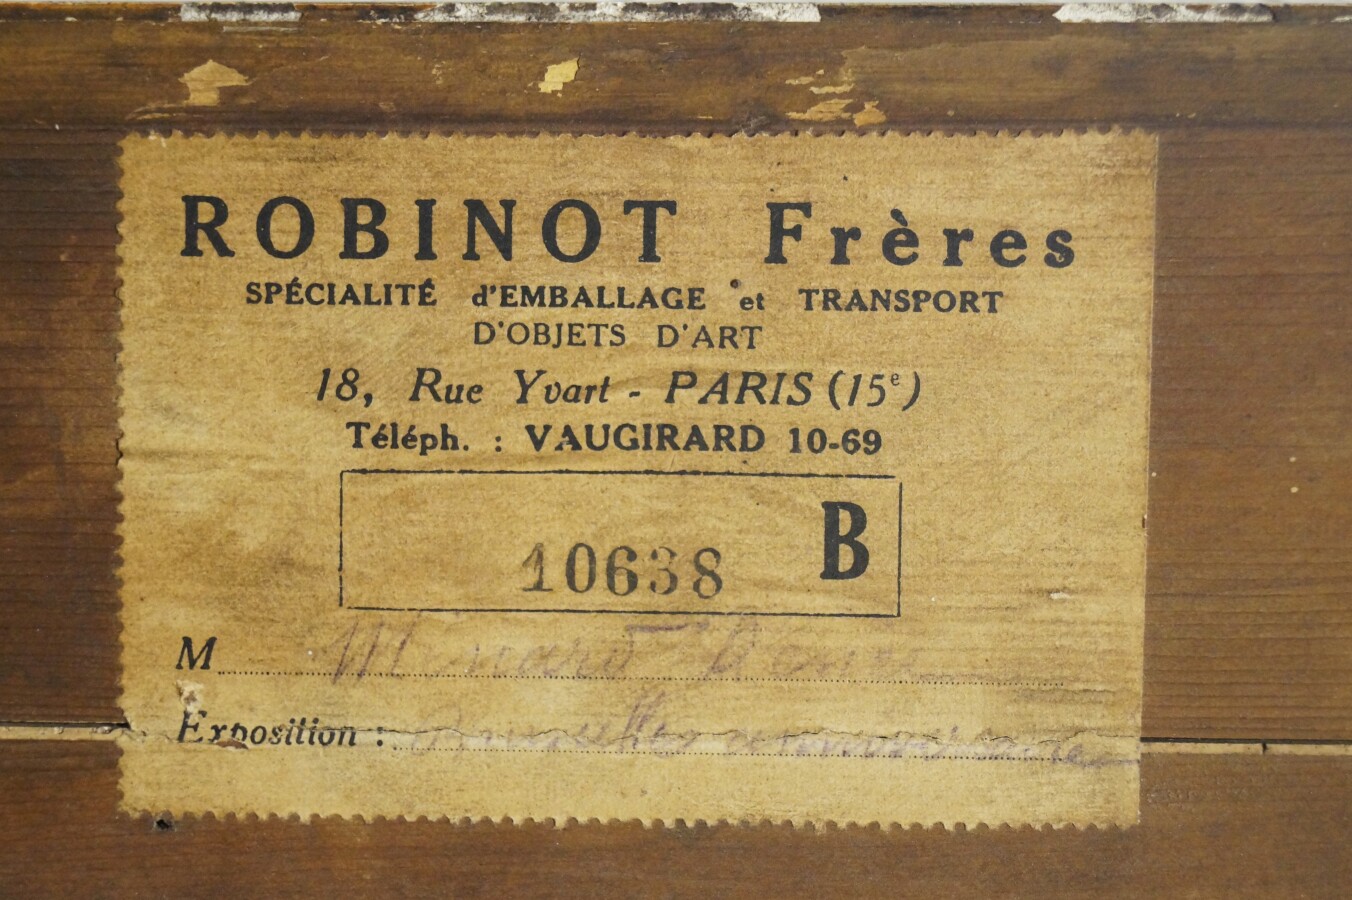 ROBINOT Frères
SPÉCIALITÉ d'EMBALLAGE et TRANSPORT
D'OBJETS D'ART
18, Rue Yvart - PARIS (15e)
Téléph. : VAUGIRARD 10-69
B
10638
M
Exposition :